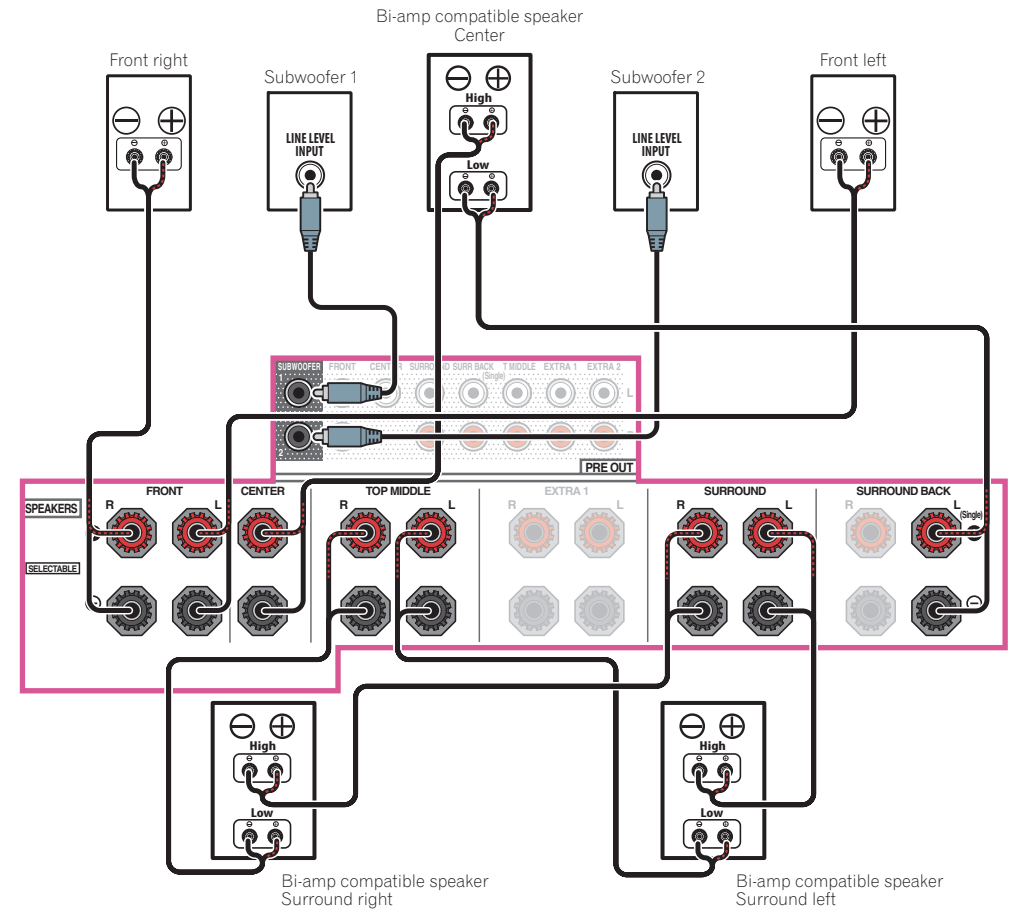 Bi-amp compatible speaker
Center
Front right
Subwoofer 1
Subwoofer 2
Front left
High
LINE LEVEL
INPUT
LINE LEVEL
INPUT
Low
SUBWOOFER FRONT CENTER SURROUND SURR BACK T MIDDLE EXTRA 1 EXTRA 2
(Single)
1
L
2
PRE OUT
SPEAKERS
FRONT
CENTER
TOP MIDDLE
EXTRA 1
SURROUND
SURROUND BACK
R L R L R L R L R L
(Single)
SELECTABLE
High
High
Low
Low
Bi-amp compatible speaker
Surround right
Bi-amp compatible speaker
Surround left